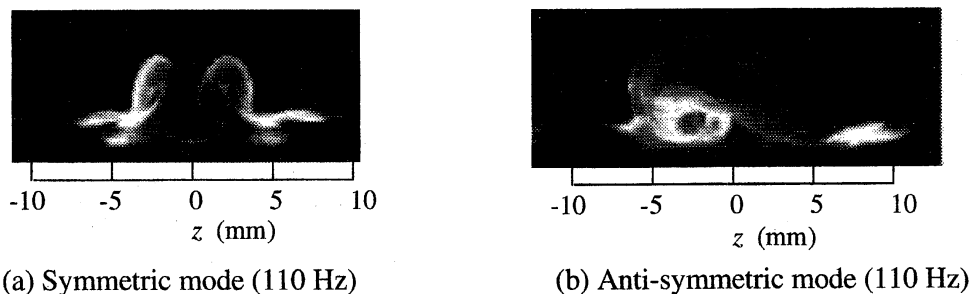 -10 -5 0 5 10
z (mm)
(a) Symmetric mode (110 Hz)
-10 -5 0 5 10
z (mm)
(b) Anti-symmetric mode (110 Hz)